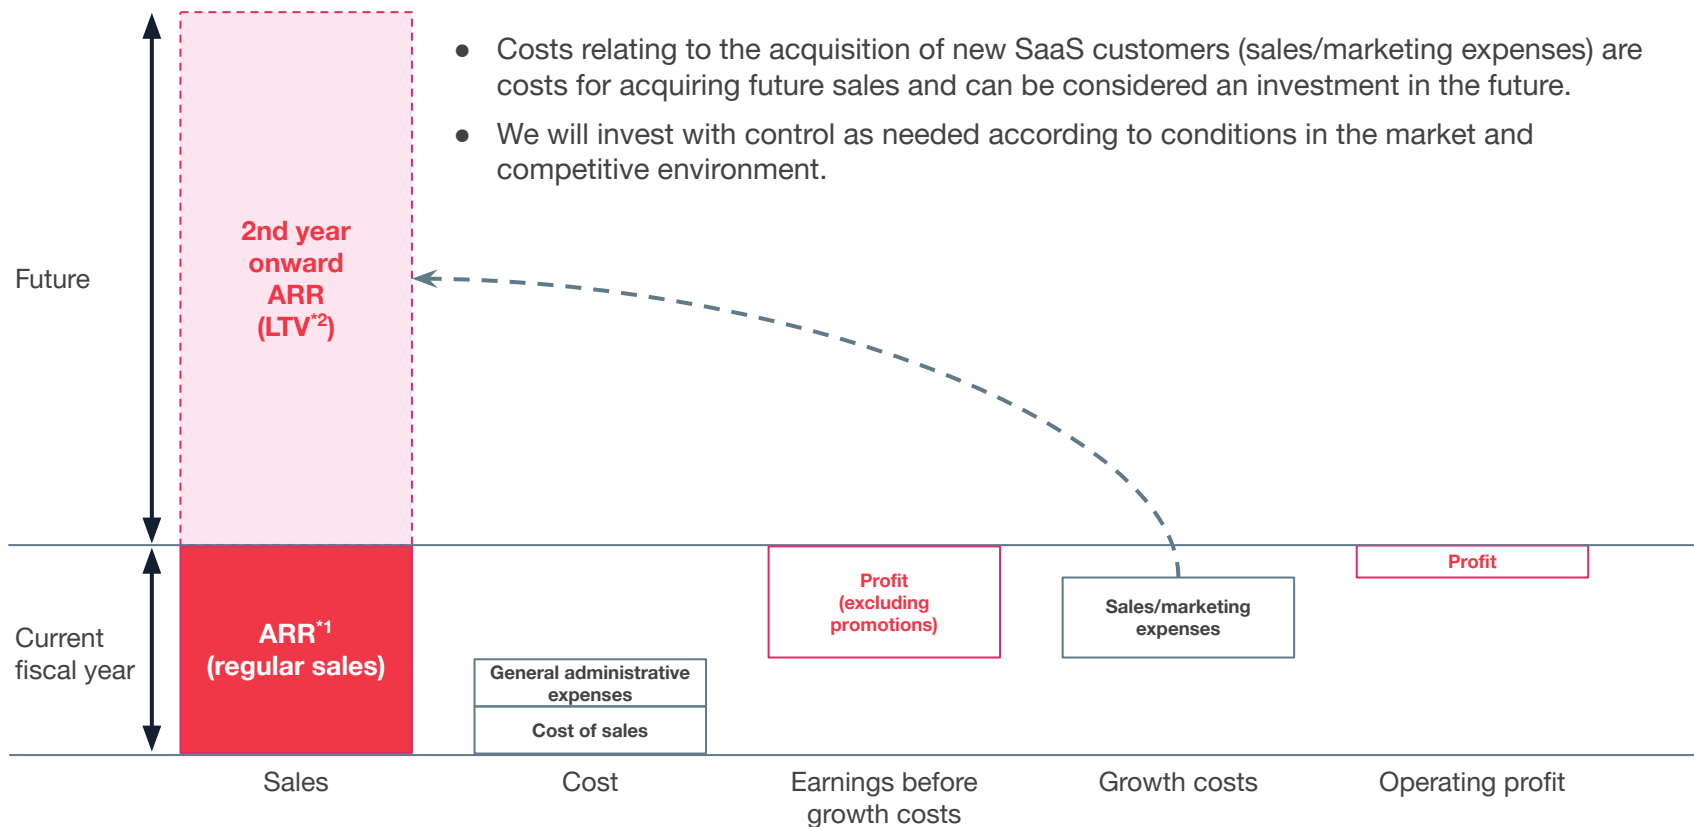 ● Costs relating to the acquisition of new SaaS customers (sales/marketing expenses) are
costs for acquiring future sales and can be considered an investment in the future.
● We will invest with control as needed according to conditions in the market and
competitive environment.
2nd year
onward
ARR
(LTV*2)
Future
Current
fiscal year
ARR*1
(regular sales)
General administrative
expenses
Cost of sales
Profit
(excluding
promotions)
Sales/marketing
expenses
Profit
Sales
Cost
Earnings before
growth costs
Growth costs
Operating profit